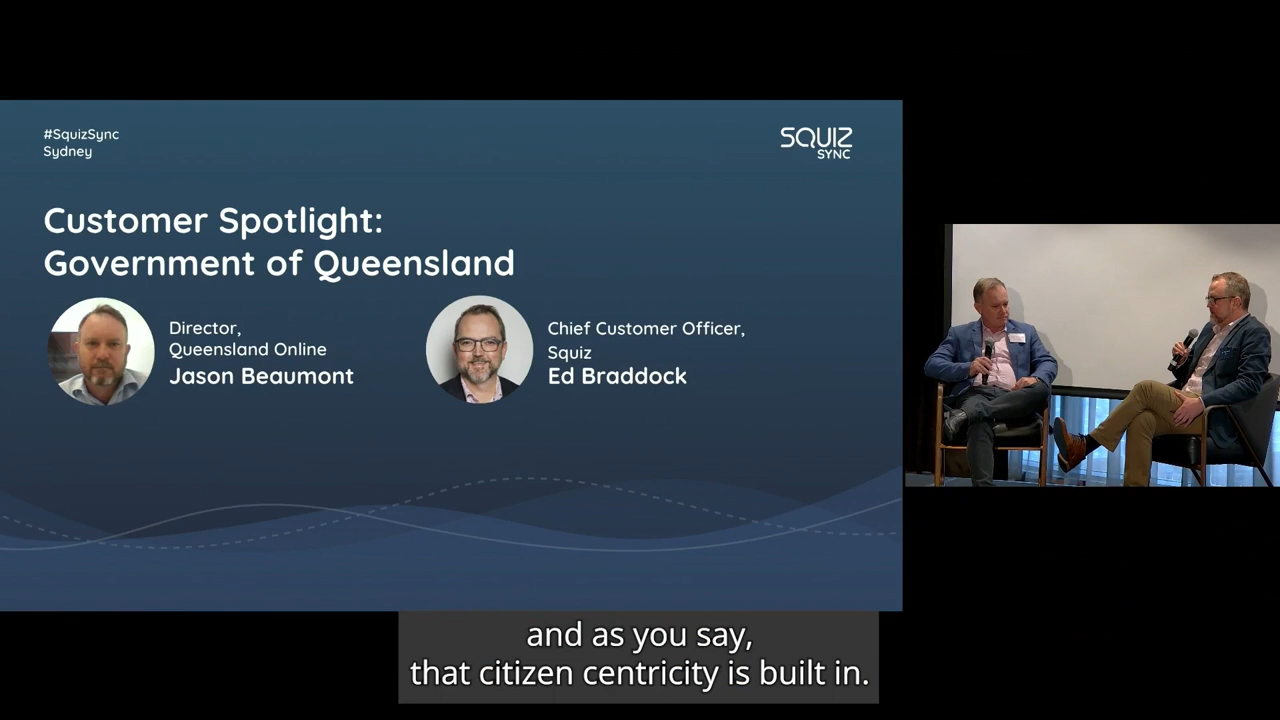 #SquizSync
Sydney
SQUIZ
SYNC
Customer Spotlight:
Government of Queensland
Director,
Queensland Online
Jason Beaumont
Chief Customer Officer,
Squiz
Ed Braddock
and as you say,
that citizen centricity is built in.